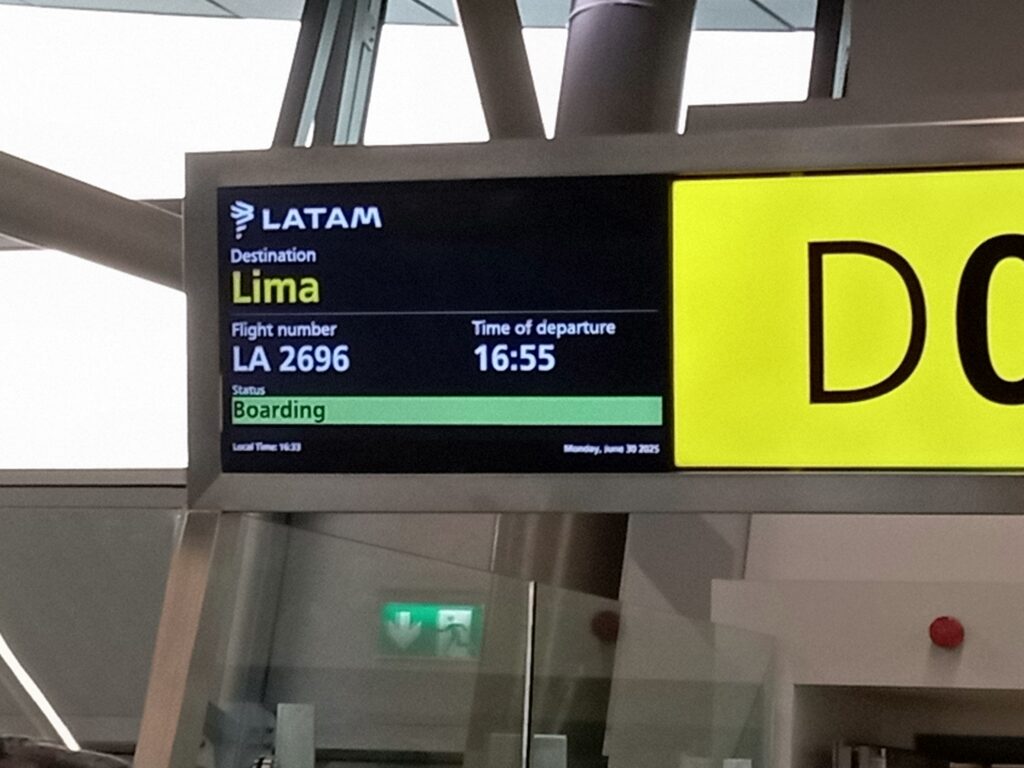 LATAM
Destination
Lima
Flight number
Time of departure
LA 2696
16:55
Status
Boarding
Local Time: 16:33
Monday, June 30 2025
D0